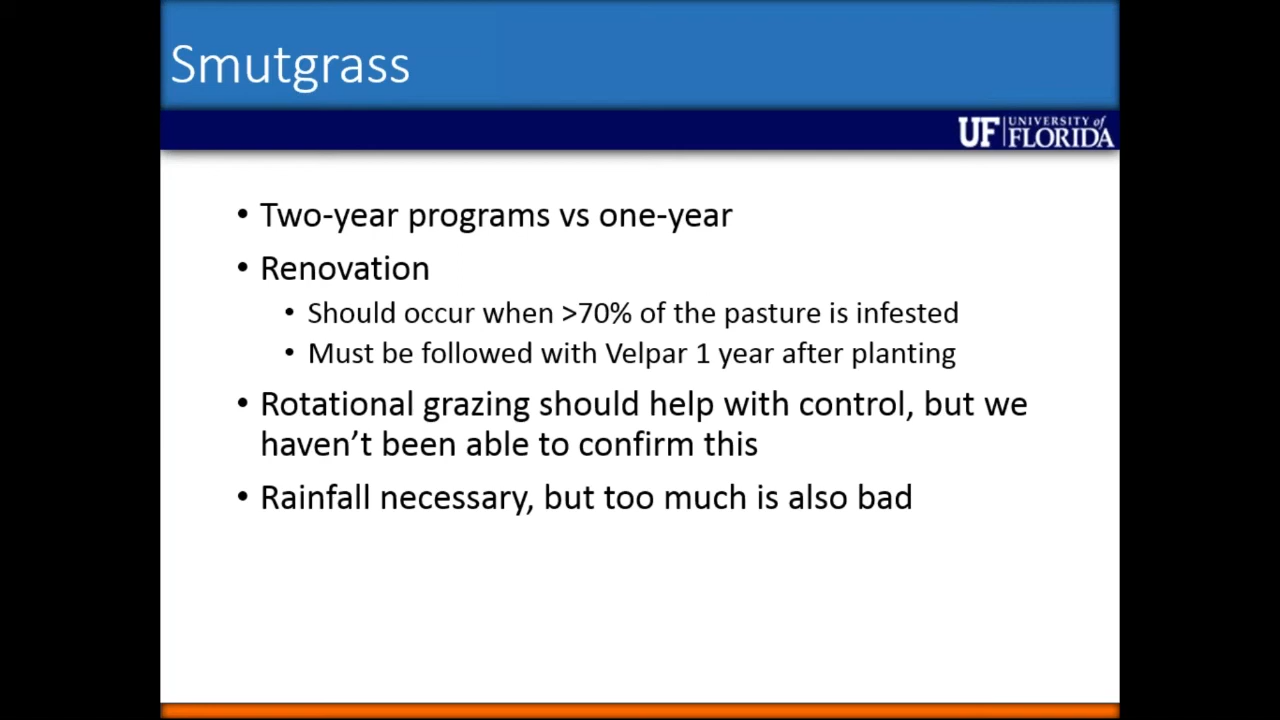 Smutgrass
UF UNIVERSITY of
FLORIDA
• Two-year programs vs one-year
• Renovation
• Should occur when >70% of the pasture is infested
• Must be followed with Velpar 1 year after planting
• Rotational grazing should help with control, but we
haven’t been able to confirm this
• Rainfall necessary, but too much is also bad